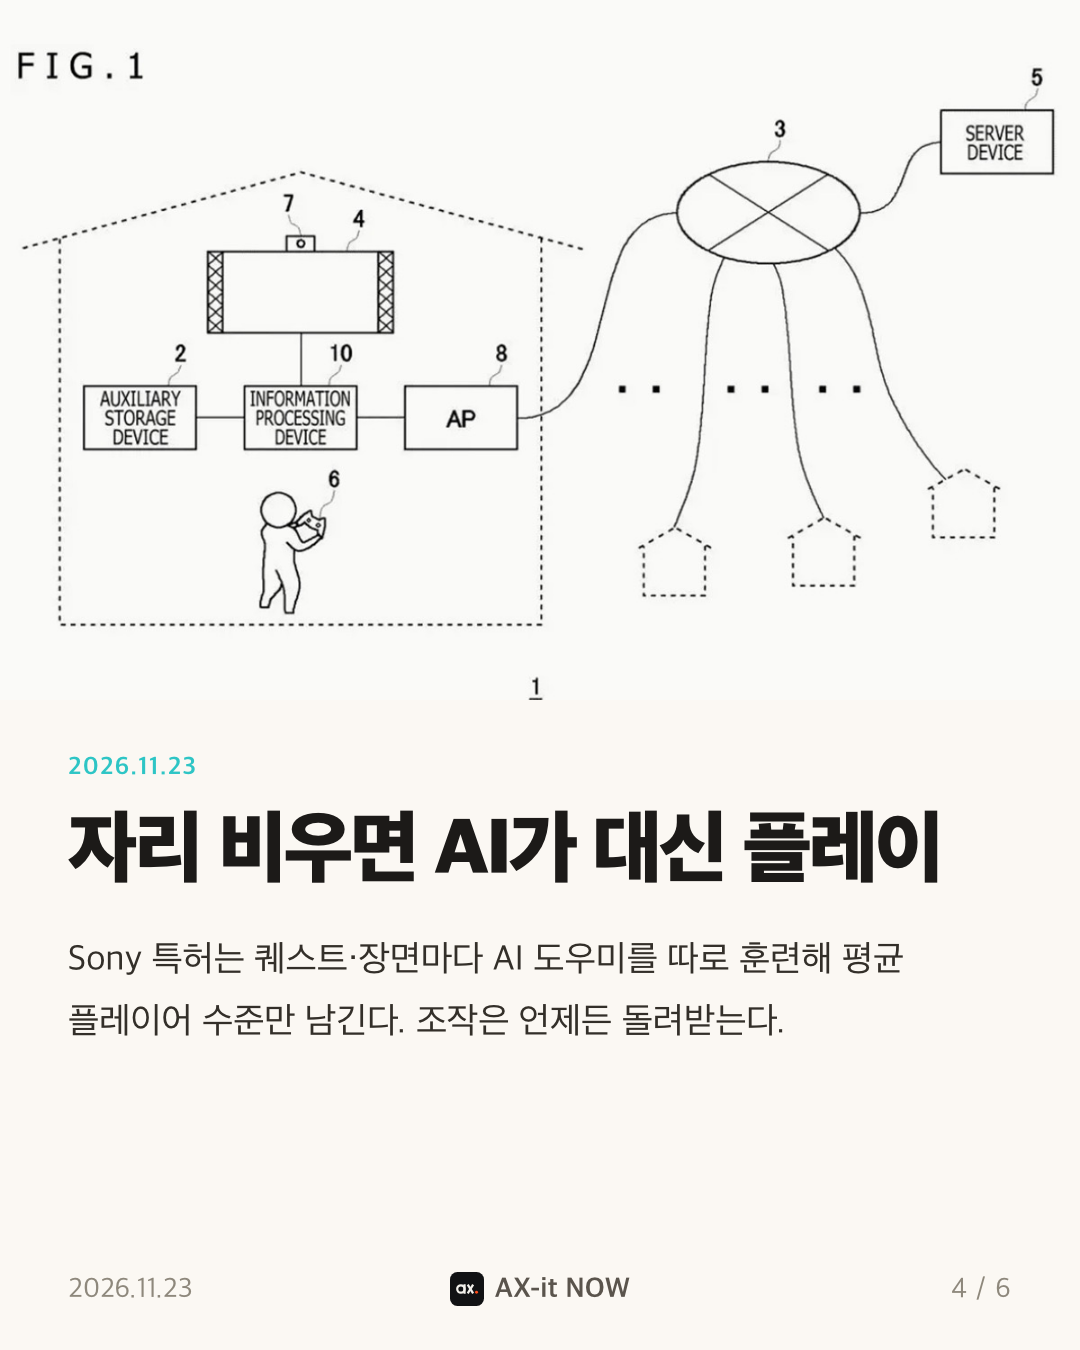 FIG.1
5
SERVER
DEVICE
3
7
4
2
10
8
AUXILIARY
STORAGE
DEVICE
INFORMATION
PROCESSING
DEVICE
AP
6
1
2026.11.23
자리 비우면 AI가 대신 플레이
Sony 특허는 퀘스트·장면마다 AI 도우미를 따로 훈련해 평균
플레이어 수준만 남긴다. 조작은 언제든 돌려받는다.
2026.11.23
ax.
AX-it NOW
4 / 6